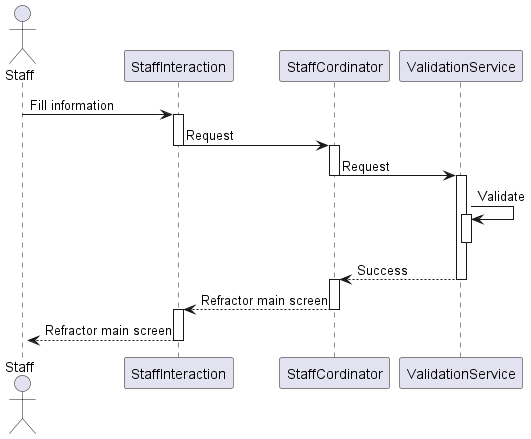 Staff
StaffInteraction
StaffCordinator
ValidationService
Fill information
Request
Request
Validate
Success
Refractor main screen
Refractor main screen
Staff
StaffInteraction
StaffCordinator
ValidationService